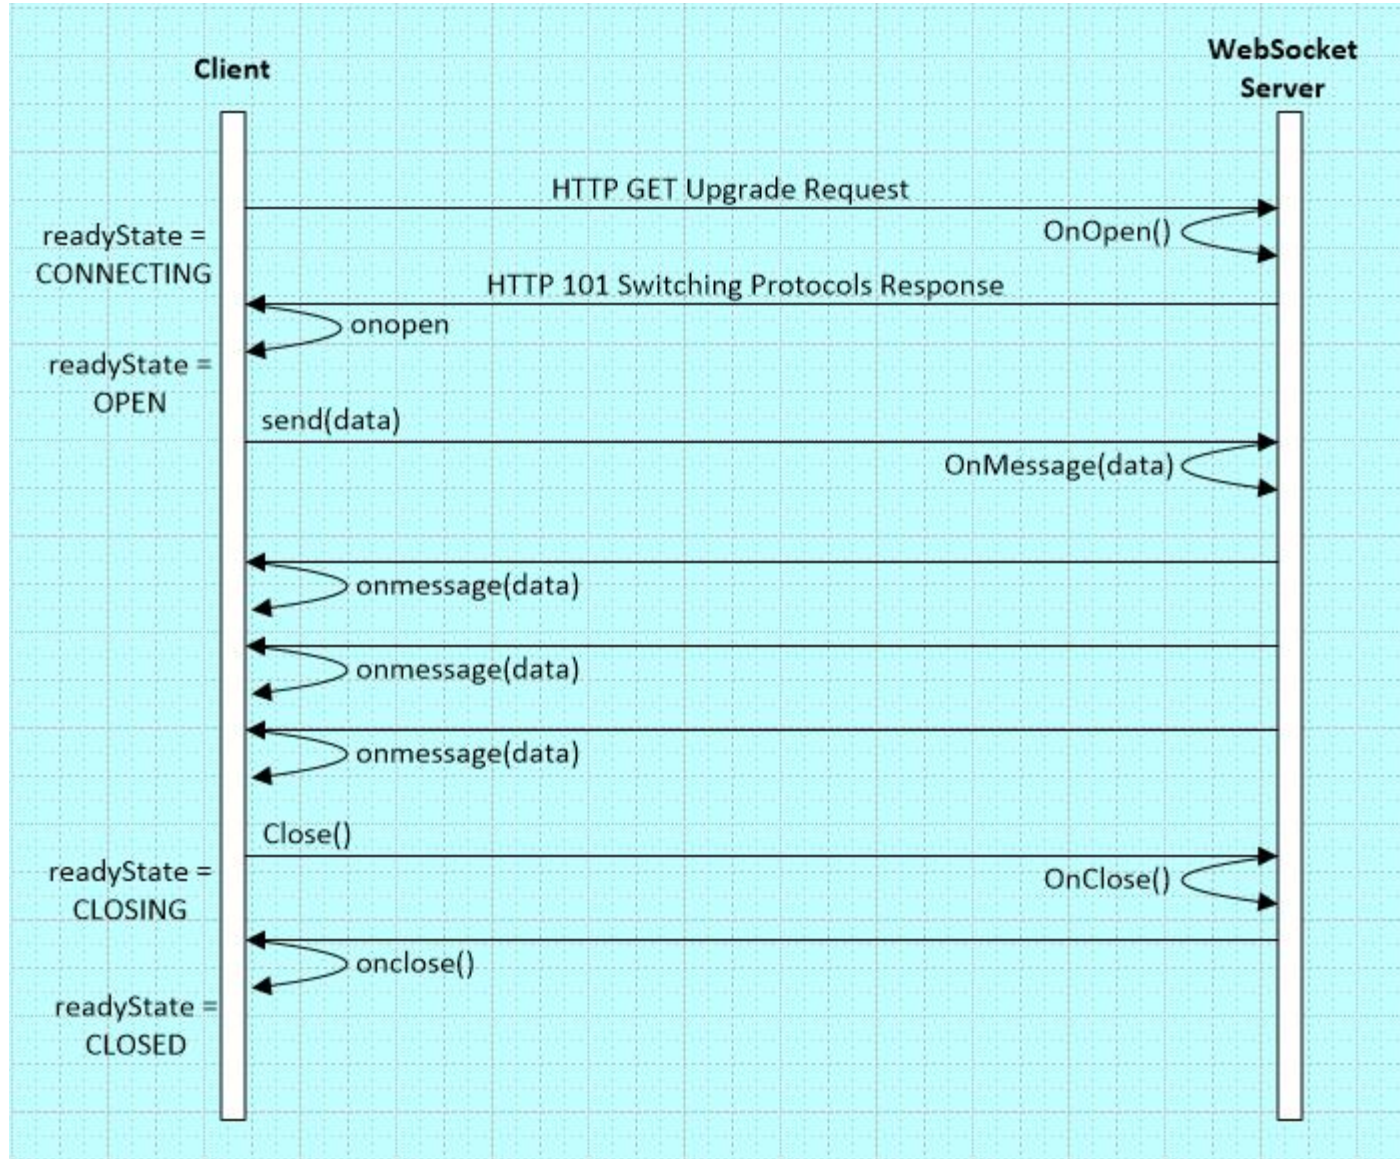 Client
WebSocket
Server
HTTP GET Upgrade Request
OnOpen()
readyState =
CONNECTING
HTTP 101 Switching Protocols Response
onopen
readyState =
OPEN
send(data)
OnMessage(data)
onmessage(data)
onmessage(data)
onmessage(data)
Close()
readyState =
CLOSING
OnClose()
onclose()
readyState =
CLOSED